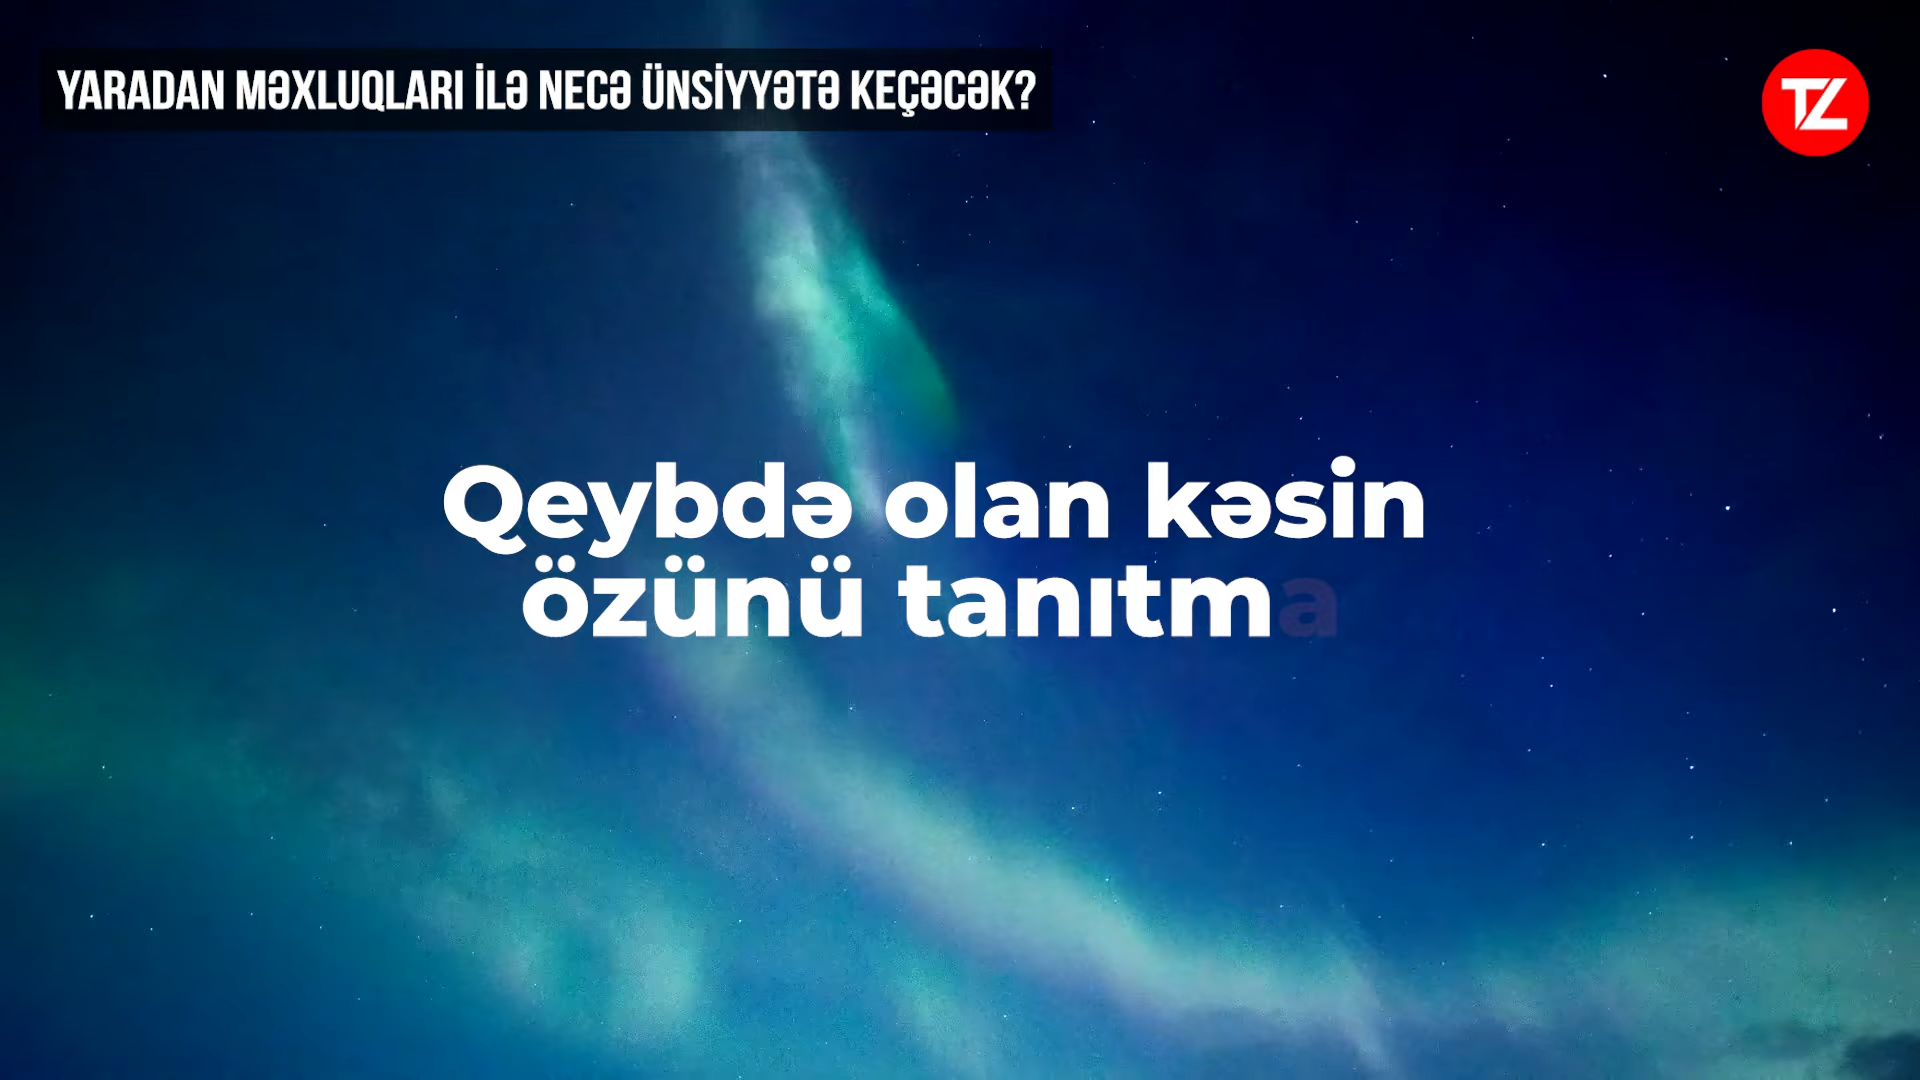 YARADAN MƏXLUQLARI İLƏ NECƏ ÜNSİYYƏTƏ KEÇƏCƏK?
TZ
Qeybdə olan kəsin
özünü tanıtma